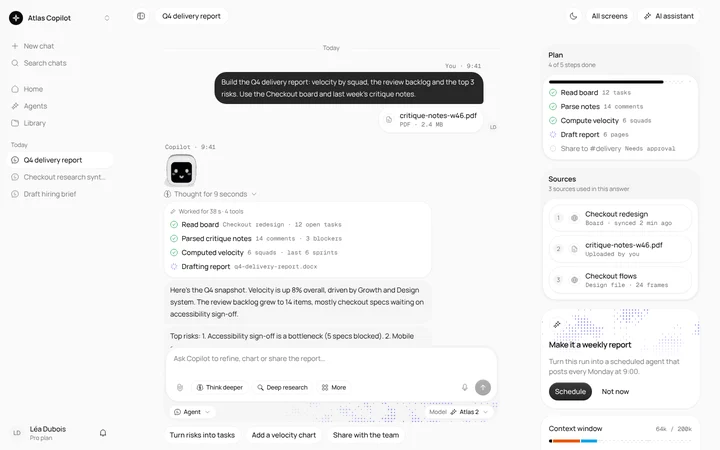 Atlas Copilot
New chat
Search chats
Home
Agents
Library
Today
Q4 delivery report
Checkout research synt...
Draft hiring brief
LD
Léa Dubois
Pro plan
Q4 delivery report
All screens
AI assistant
Today
You · 9:41
Build the Q4 delivery report: velocity by squad, the review backlog and the top 3
risks. Use the Checkout board and last week's critique notes.
critique-notes-w46.pdf
PDF · 2.4 MB
LD
Copilot · 9:41
Thought for 9 seconds
Worked for 38 s · 4 tools
Read board Checkout redesign · 12 open tasks
Parsed critique notes 14 comments · 3 blockers
Computed velocity 6 squads · last 6 sprints
Drafting report q4-delivery-report.docx
Here's the Q4 snapshot. Velocity is up 8% overall, driven by Growth and Design
system. The review backlog grew to 14 items, mostly checkout specs waiting on
accessibility sign-off.
Top risks: 1. Accessibility sign-off is a bottleneck (5 specs blocked). 2. Mobile
Ask Copilot to refine, chart or share the report...
Think deeper
Deep research
More
Agent
Model Atlas 2
Turn risks into tasks
Add a velocity chart
Share with the team
Plan
4 of 5 steps done
Read board 12 tasks
Parse notes 14 comments
Compute velocity 6 squads
Draft report 6 pages
Share to #delivery Needs approval
Sources
3 sources used in this answer
1 Checkout redesign
Board · synced 2 min ago
2 critique-notes-w46.pdf
Uploaded by you
3 Checkout flows
Design file · 24 frames
Make it a weekly report
Turn this run into a scheduled agent that
posts every Monday at 9:00.
Schedule
Not now
Context window 64k / 200k